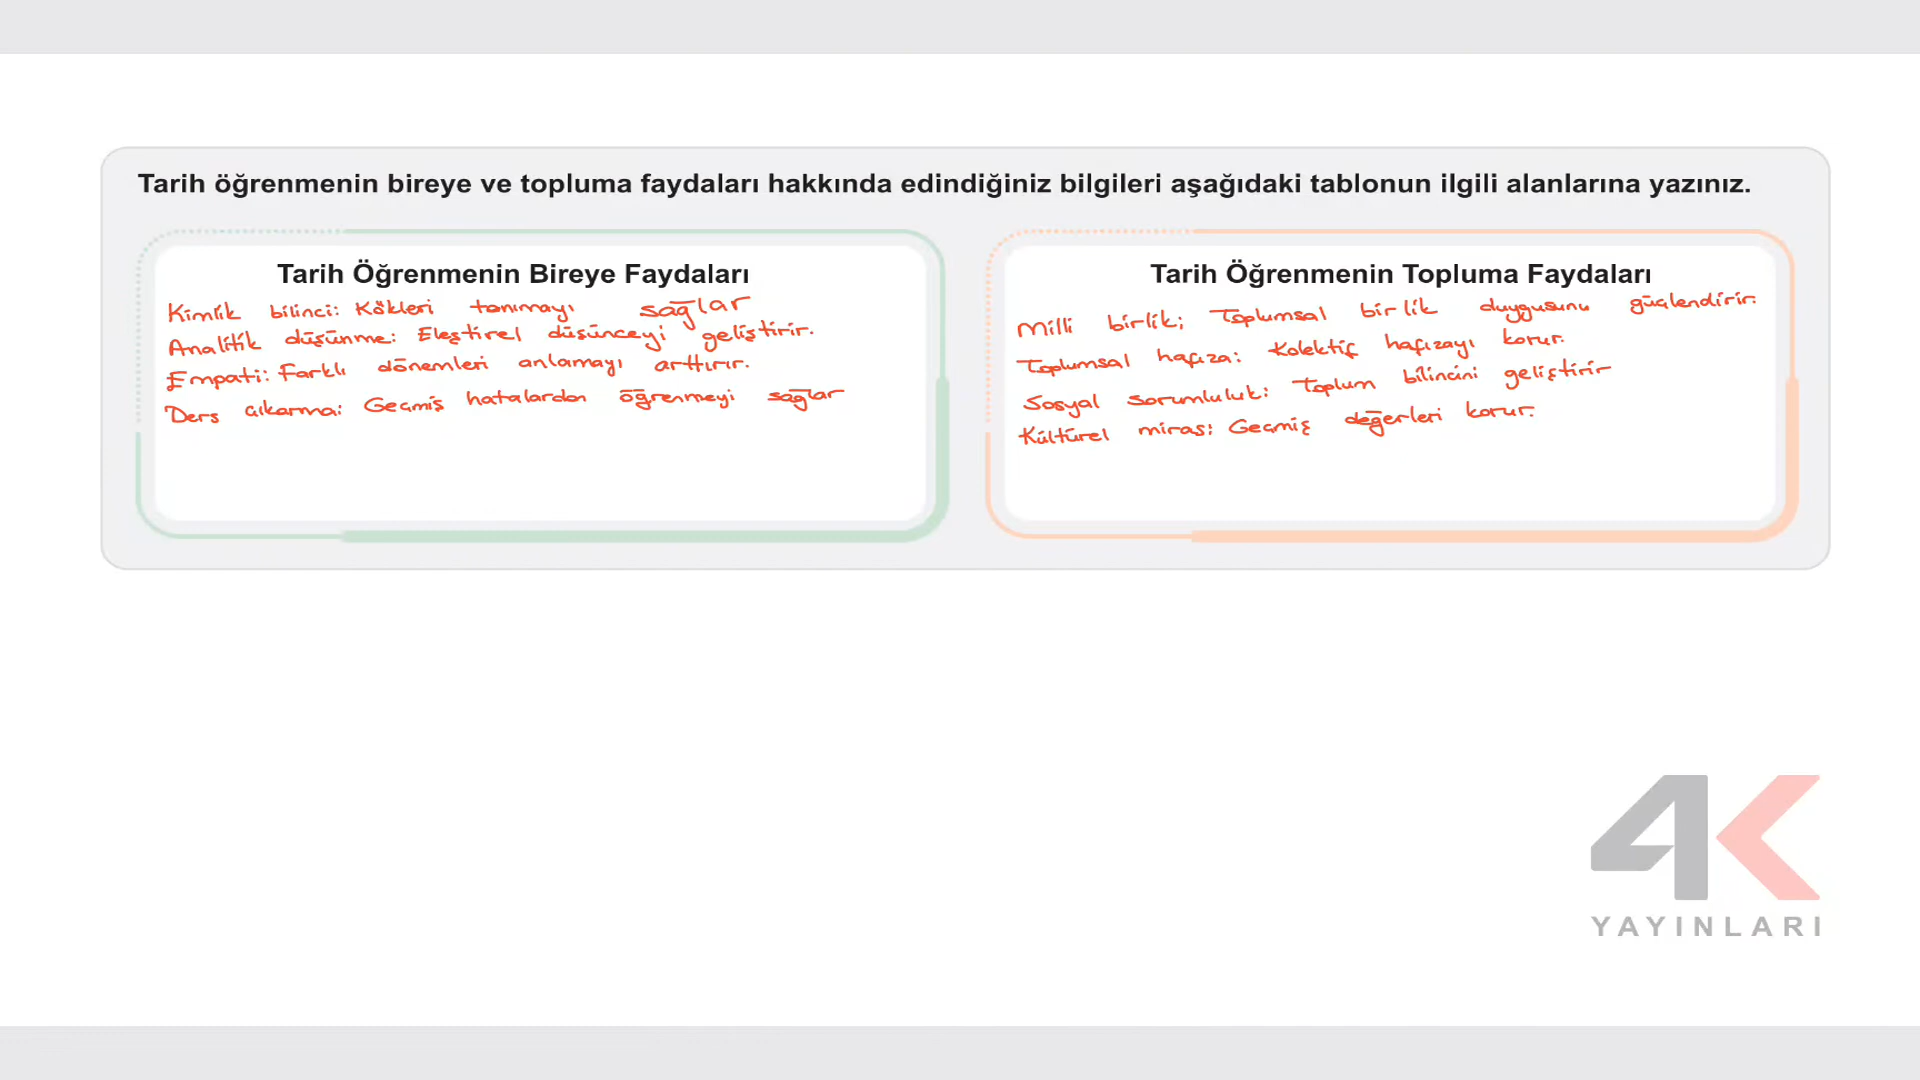 Tarih öğrenmenin bireye ve topluma faydaları hakkında edindiğiniz bilgileri aşağıdaki tablonun ilgili alanlarına yazınız.
Tarih Öğrenmenin Bireye Faydaları
Kimlik bilinci: Kökleri tanımayı sağlar
Analitik düşünme: Eleştirel düşünceyi geliştirir.
Empati: Farklı dönemleri anlamayı arttırır.
Ders çıkarma: Geçmiş hatalardan öğrenmeyi sağlar
Tarih Öğrenmenin Topluma Faydaları
Milli birlik; Toplumsal birlik duygusunu güçlendirir.
Toplumsal hafıza: Kolektif hafızayı korur.
Sosyal sorumluluk: Toplum bilincini geliştirir
Kültürel miras: Geçmiş değerleri korur.
4K
YAYINLARI